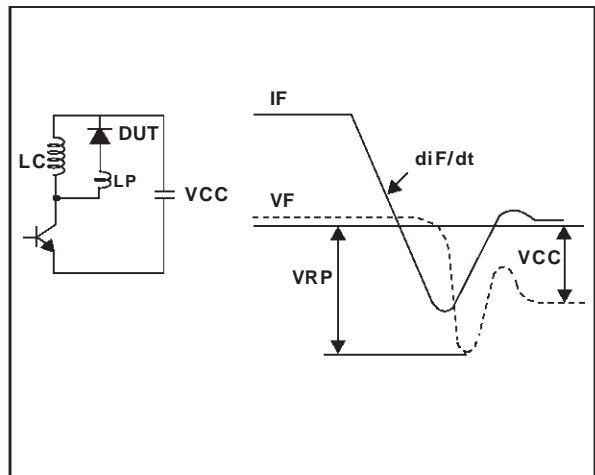 IF
diF/dt
DUT
LC
LP
VCC
VF
VRP
VCC